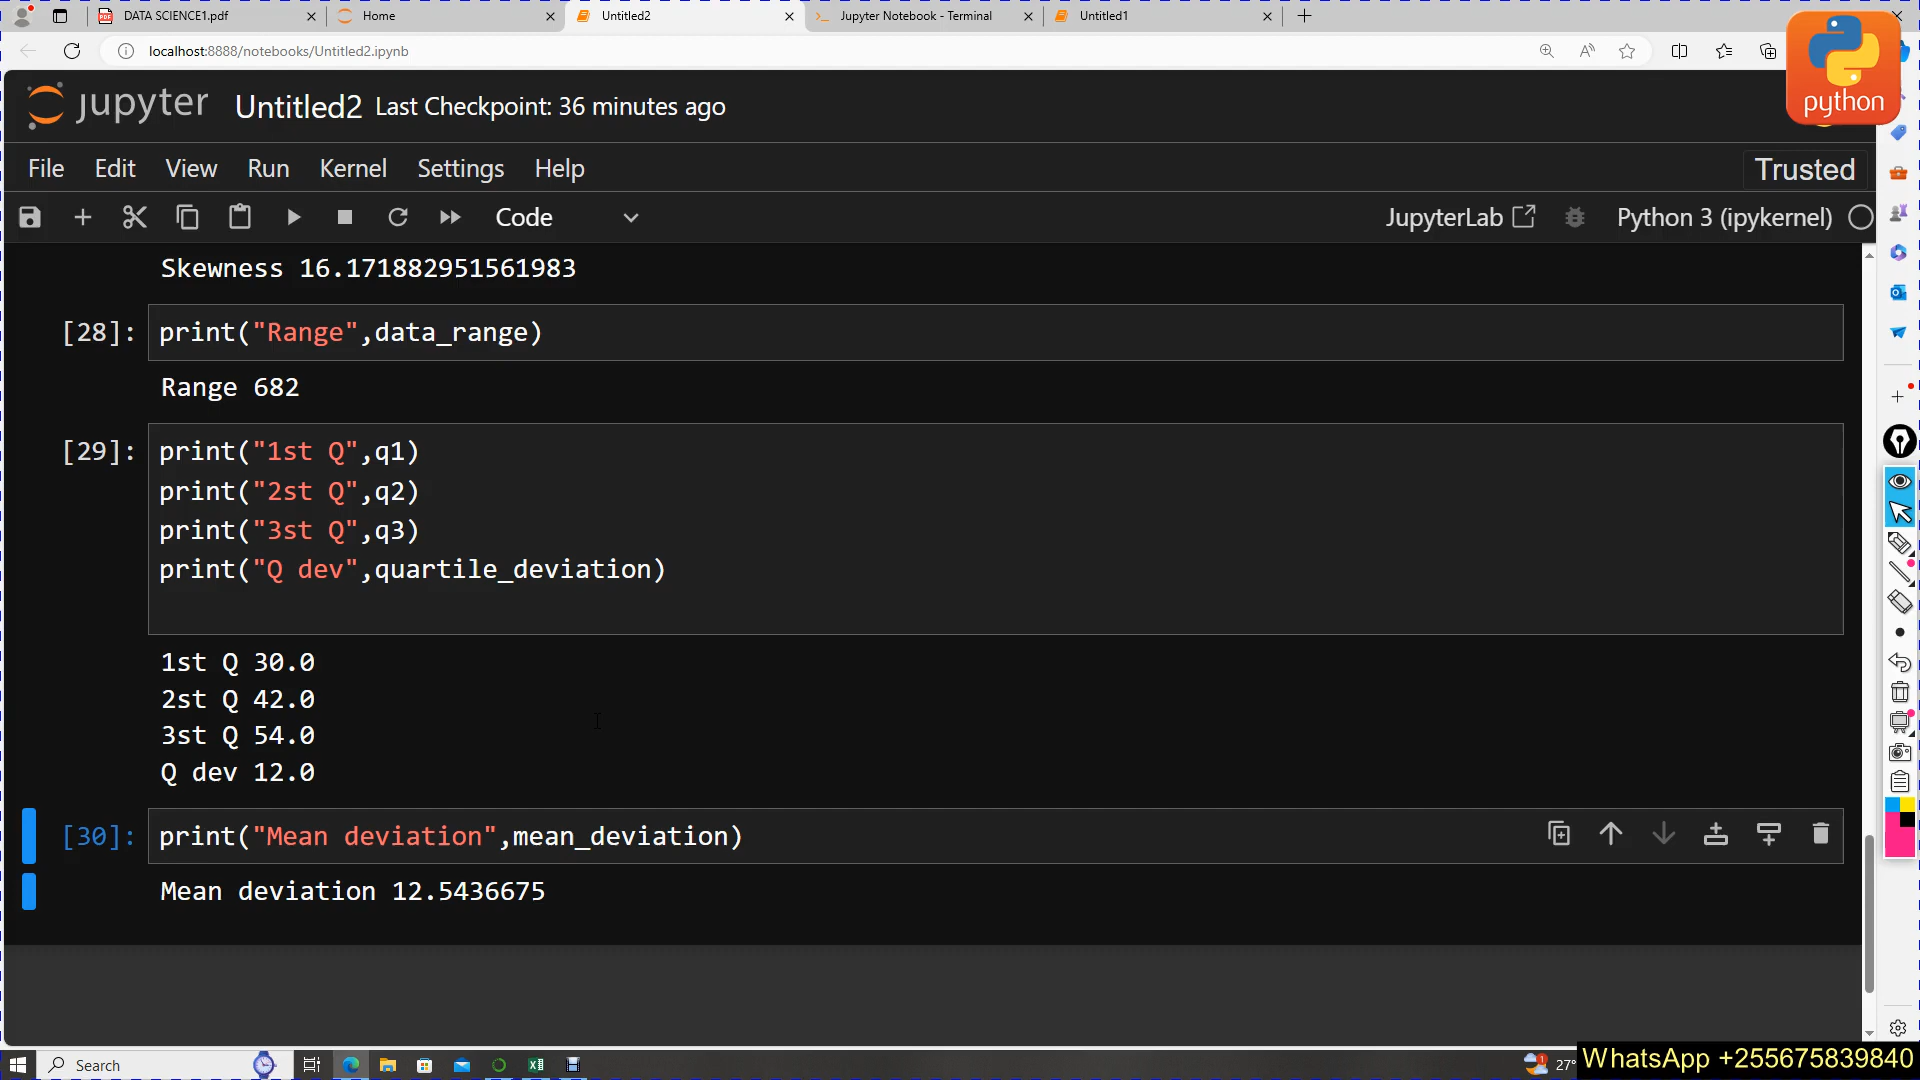 DATA SCIENCE1.pdf
Home
Untitled2
Jupyter Notebook - Terminal
Untitled1
localhost:8888/notebooks/Untitled2.ipynb
python
jupyter Untitled2 Last Checkpoint: 36 minutes ago
File Edit View Run Kernel Settings Help
Trusted
Code
JupyterLab
Python 3 (ipykernel)
Skewness 16.171882951561983
[28]: print("Range",data_range)
Range 682
[29]: print("1st Q",q1)
print("2st Q",q2)
print("3st Q",q3)
print("Q dev",quartile_deviation)
1st Q 30.0
2st Q 42.0
3st Q 54.0
Q dev 12.0
[30]: print("Mean deviation",mean_deviation)
Mean deviation 12.5436675
Search
27°
WhatsApp +255675839840